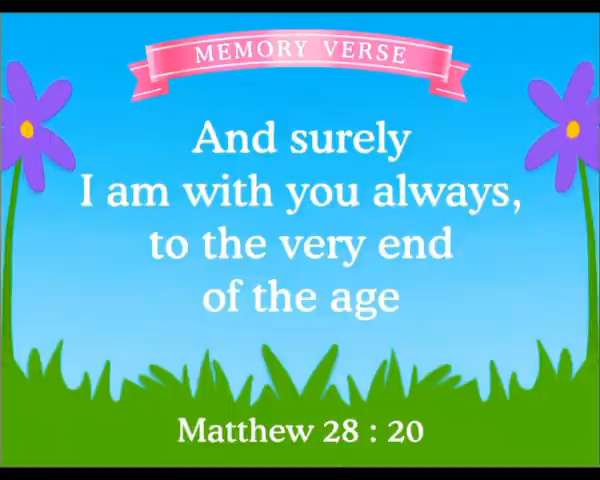 MEMORY VERSE
And surely
I am with you always,
to the very end
of the age
Matthew 28 : 20